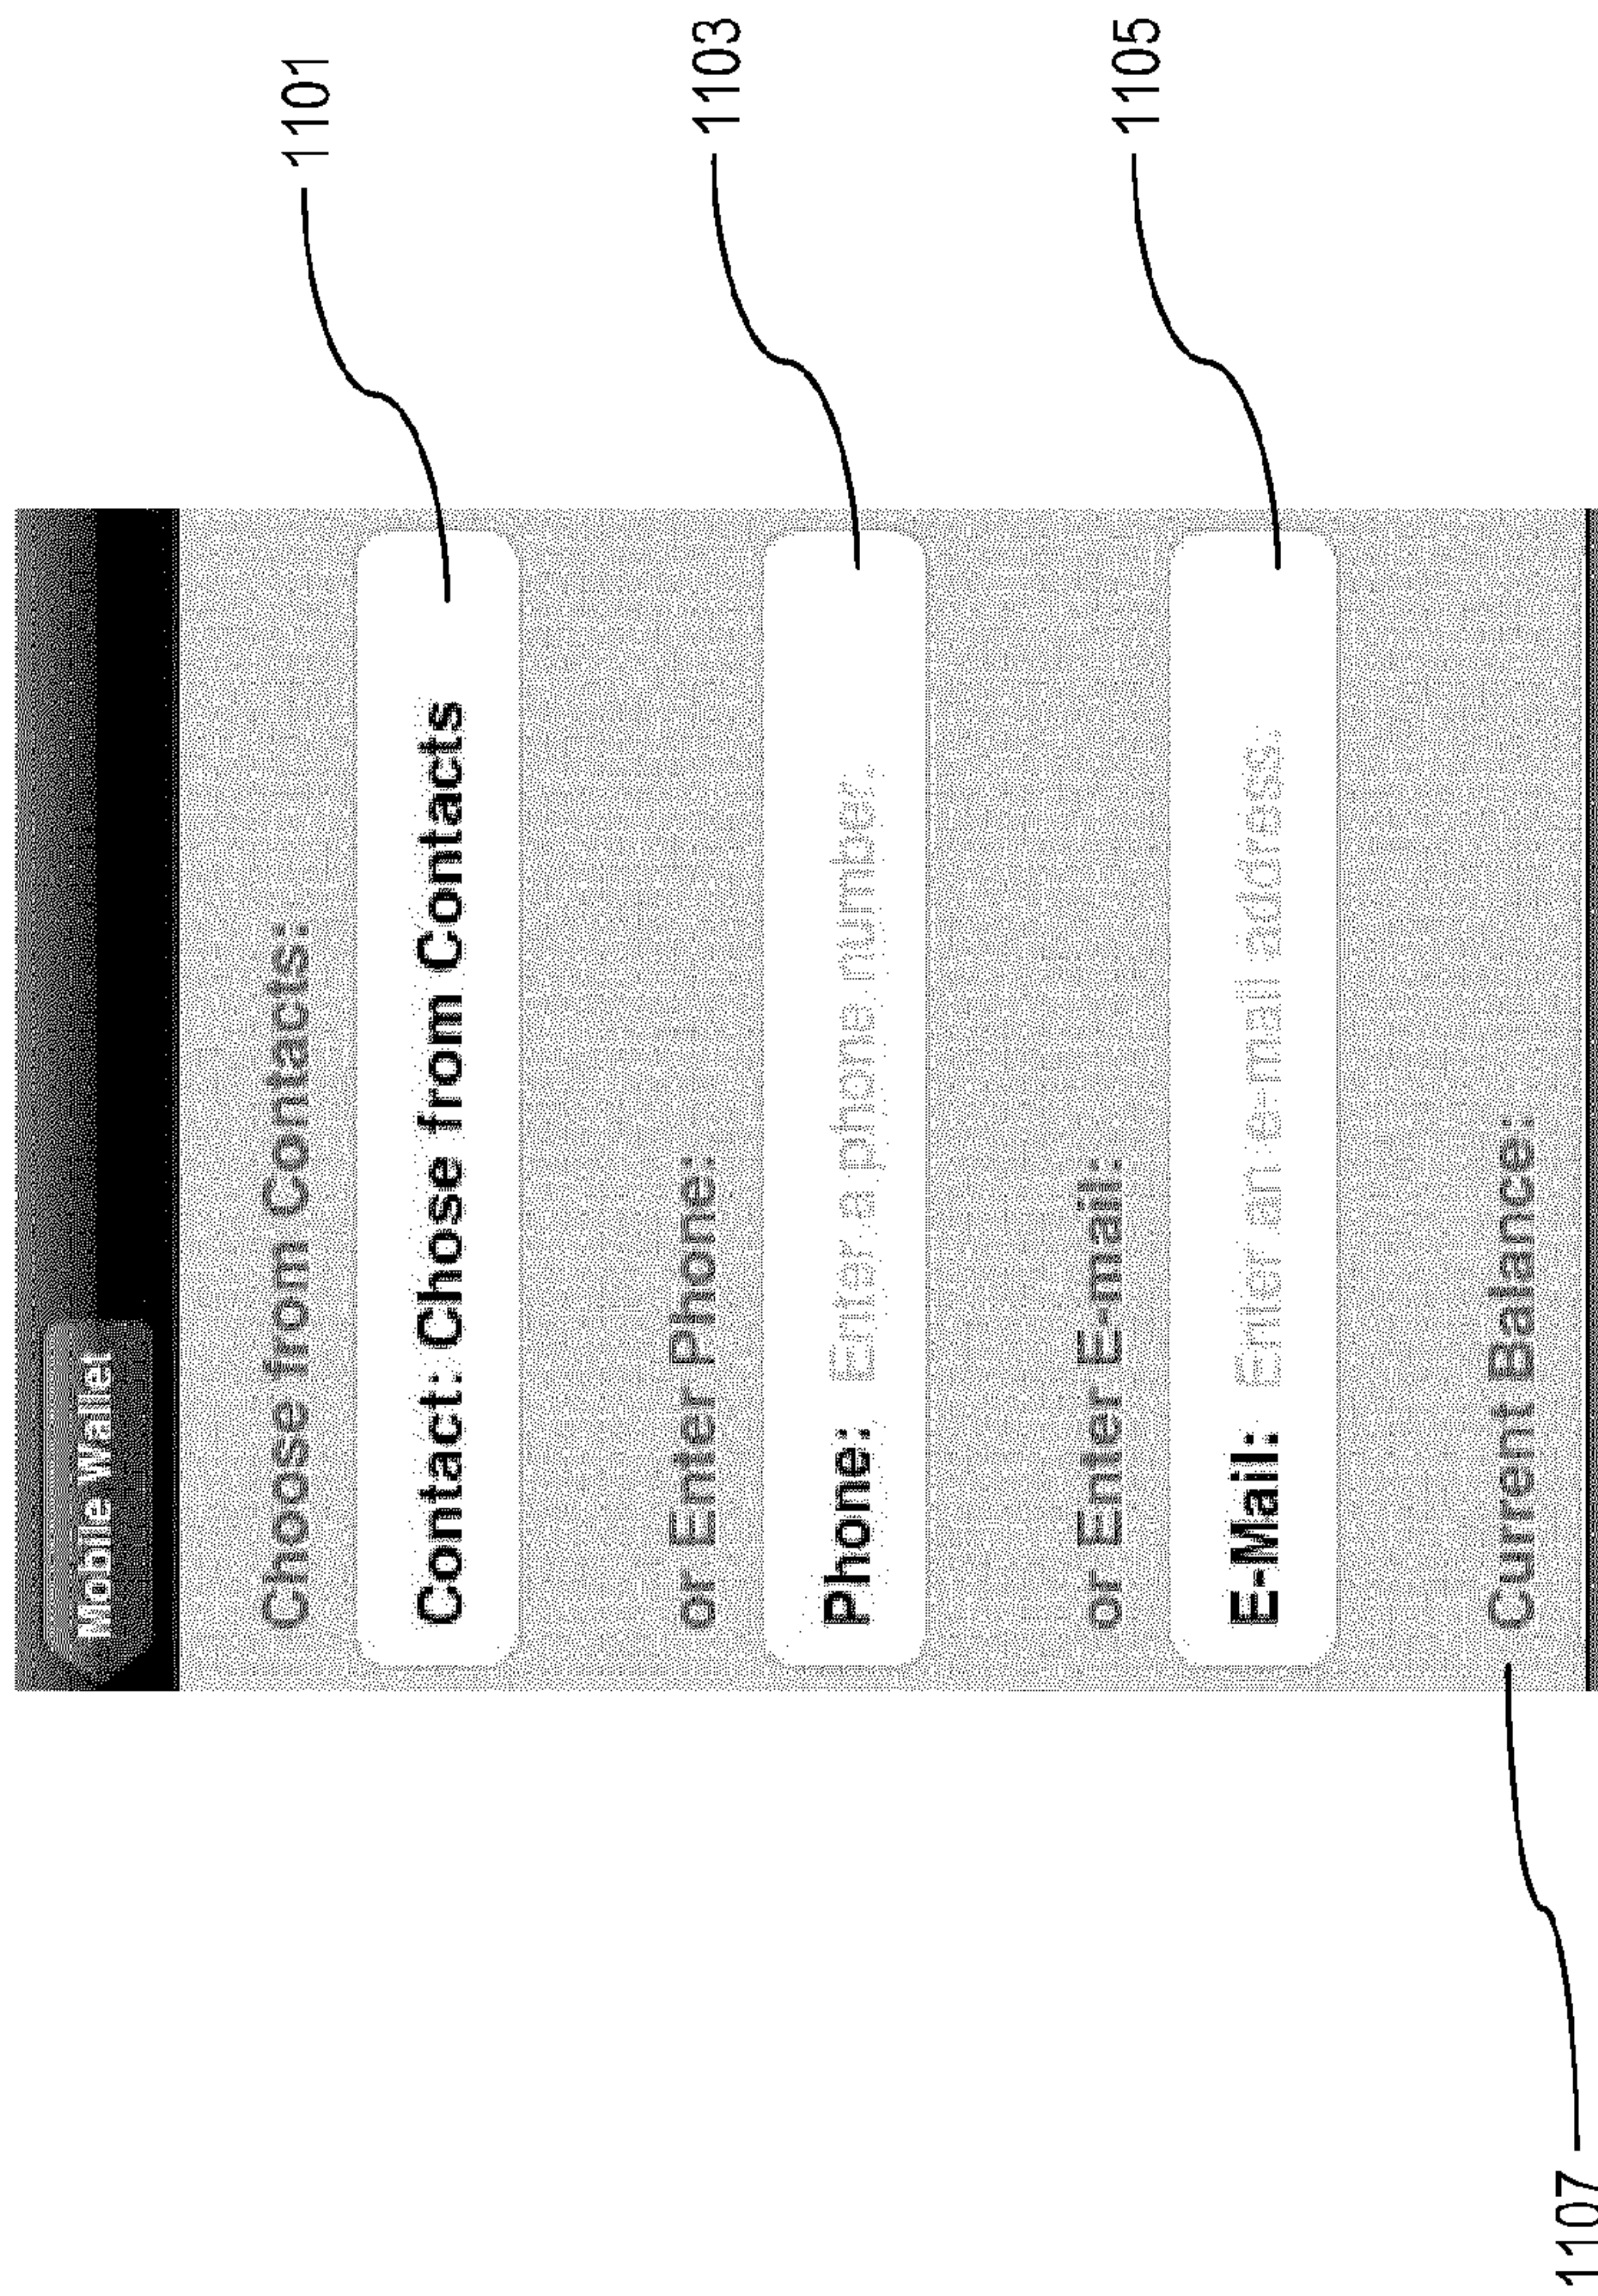 Mobile Wallet
Choose from Contacts:
Contact: Chose from Contacts
1101
or Enter Phone:
Phone: Enter a phone number.
1103
or Enter E-mail:
E-Mail: Enter an e-mail address.
1105
1107
Current Balance: